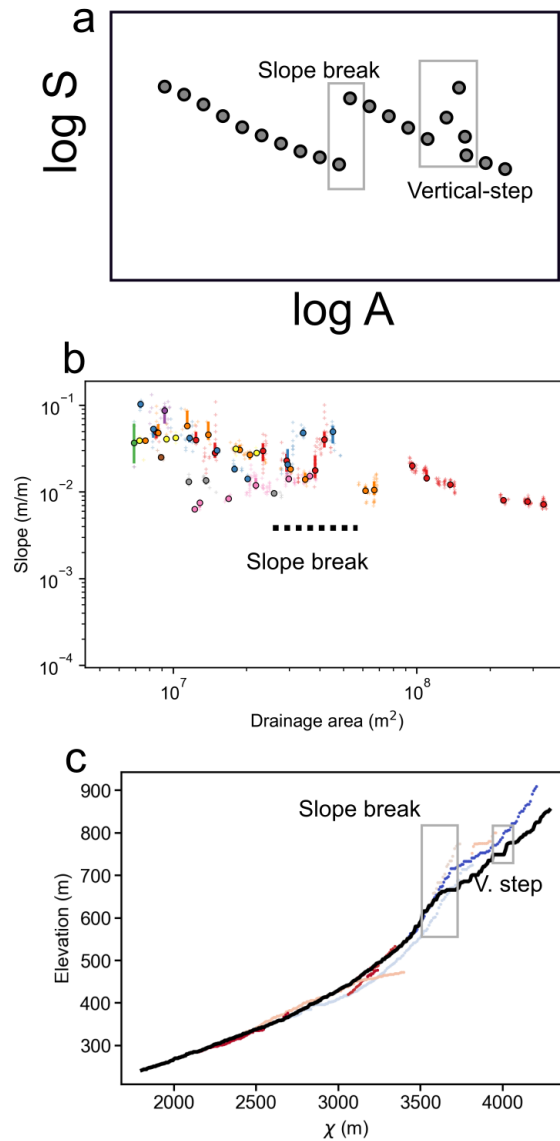 a
log S
Slope break
Vertical-step
log A
b
Slope (m/m)
10⁻¹
10⁻²
10⁻³
10⁻⁴
Slope break
10⁷
10⁸
Drainage area (m²)
c
Elevation (m)
900
800
700
600
500
400
300
Slope break
V. step
2000
2500
3000
3500
4000
χ (m)